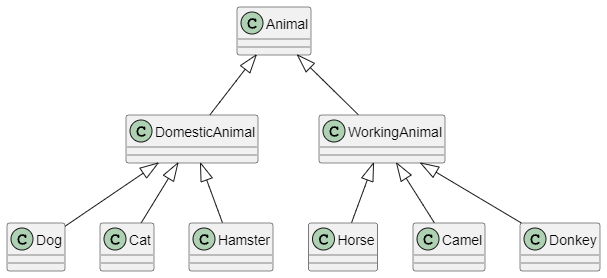 C Animal
C DomesticAnimal
C WorkingAnimal
C Dog
C Cat
C Hamster
C Horse
C Camel
C Donkey